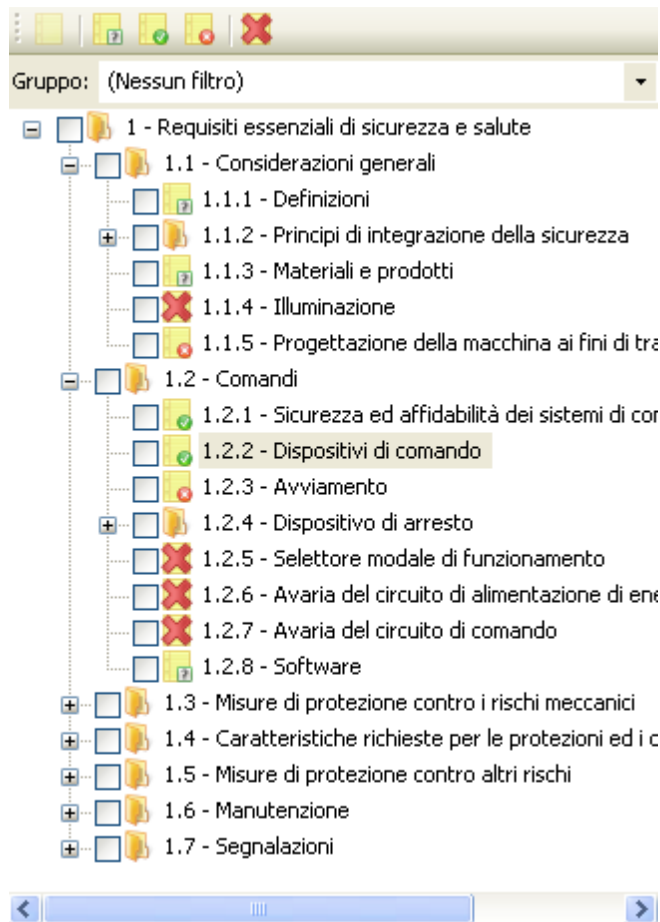 Gruppo: (Nessun filtro)
1 - Requisiti essenziali di sicurezza e salute
1.1 - Considerazioni generali
1.1.1 - Definizioni
1.1.2 - Principi di integrazione della sicurezza
1.1.3 - Materiali e prodotti
1.1.4 - Illuminazione
1.1.5 - Progettazione della macchina ai fini di tra
1.2 - Comandi
1.2.1 - Sicurezza ed affidabilità dei sistemi di cor
1.2.2 - Dispositivi di comando
1.2.3 - Avviamento
1.2.4 - Dispositivo di arresto
1.2.5 - Selettore modale di funzionamento
1.2.6 - Avaria del circuito di alimentazione di ene
1.2.7 - Avaria del circuito di comando
1.2.8 - Software
1.3 - Misure di protezione contro i rischi meccanici
1.4 - Caratteristiche richieste per le protezioni ed i c
1.5 - Misure di protezione contro altri rischi
1.6 - Manutenzione
1.7 - Segnalazioni